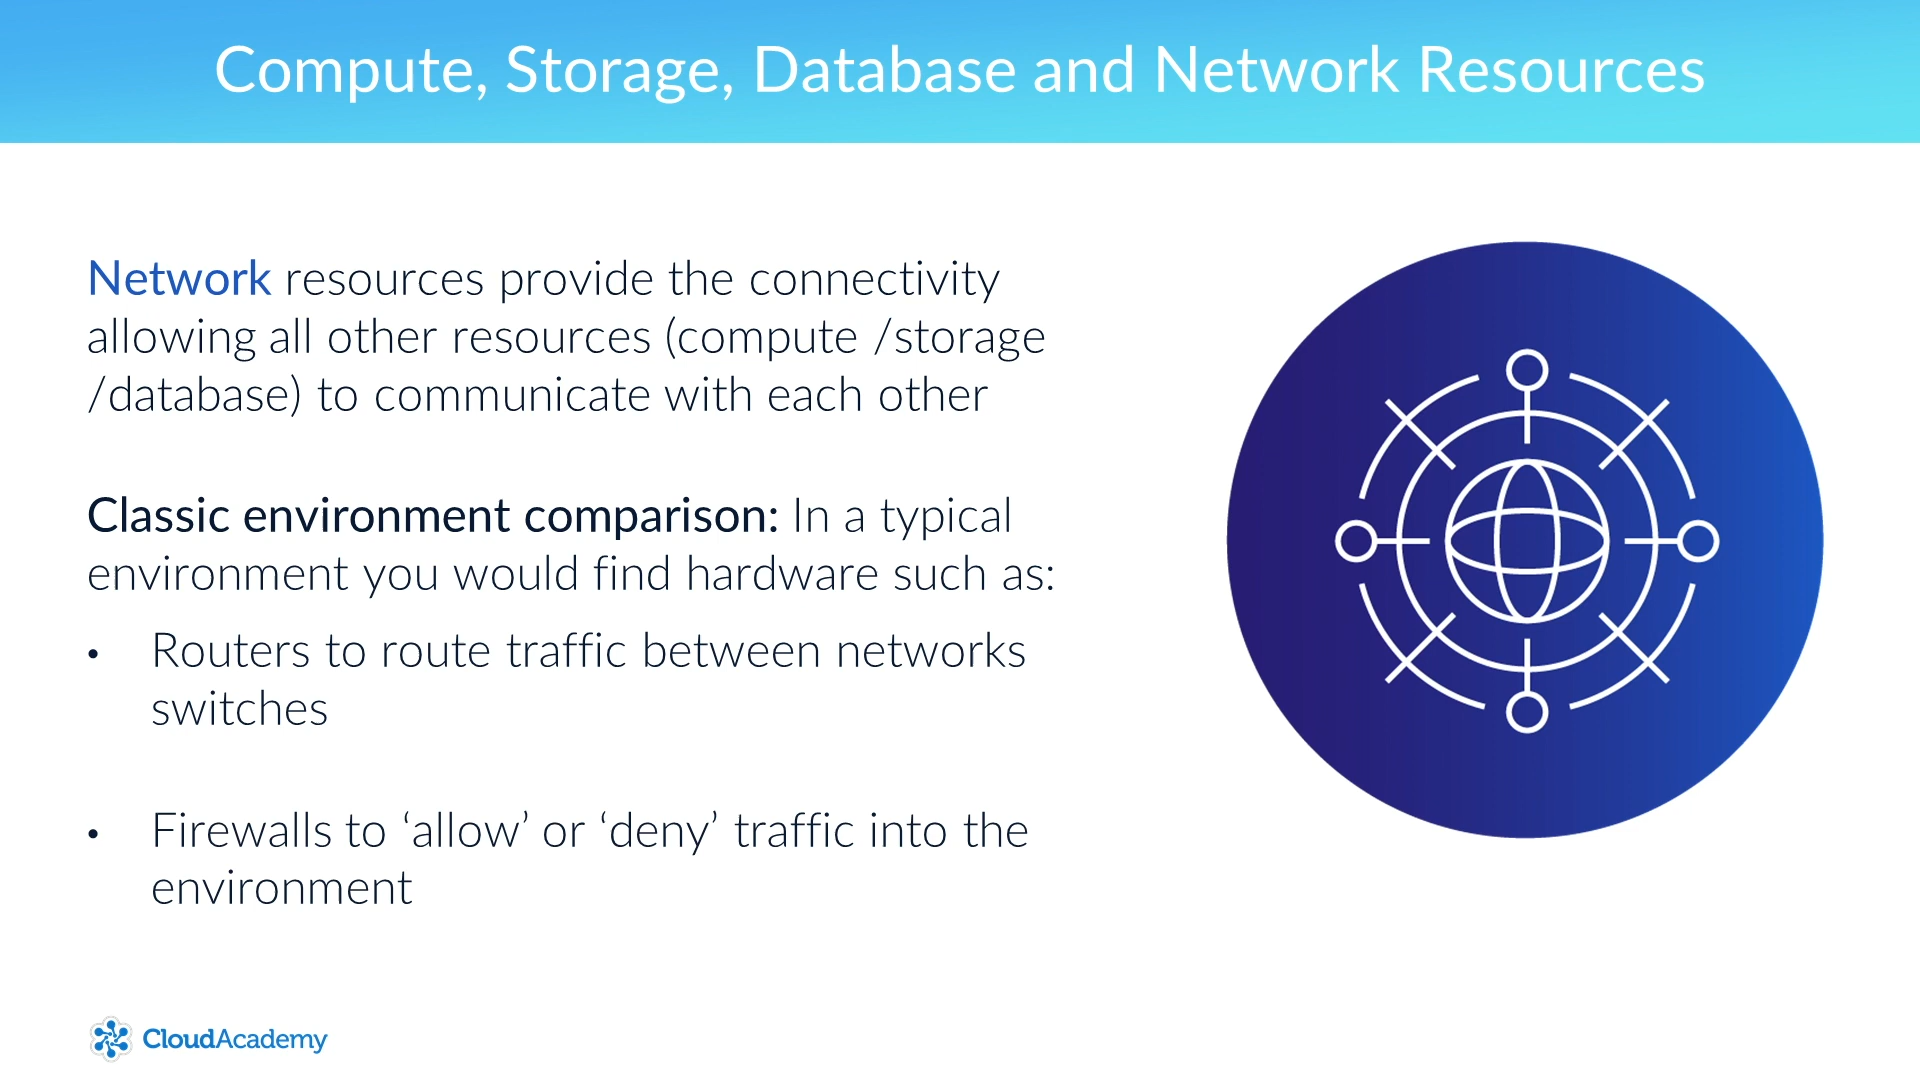 Compute, Storage, Database and Network Resources
Network resources provide the connectivity
allowing all other resources (compute /storage
/database) to communicate with each other
Classic environment comparison: In a typical
environment you would find hardware such as:
• Routers to route traffic between networks
switches
• Firewalls to ‘allow’ or ‘deny’ traffic into the
environment
CloudAcademy